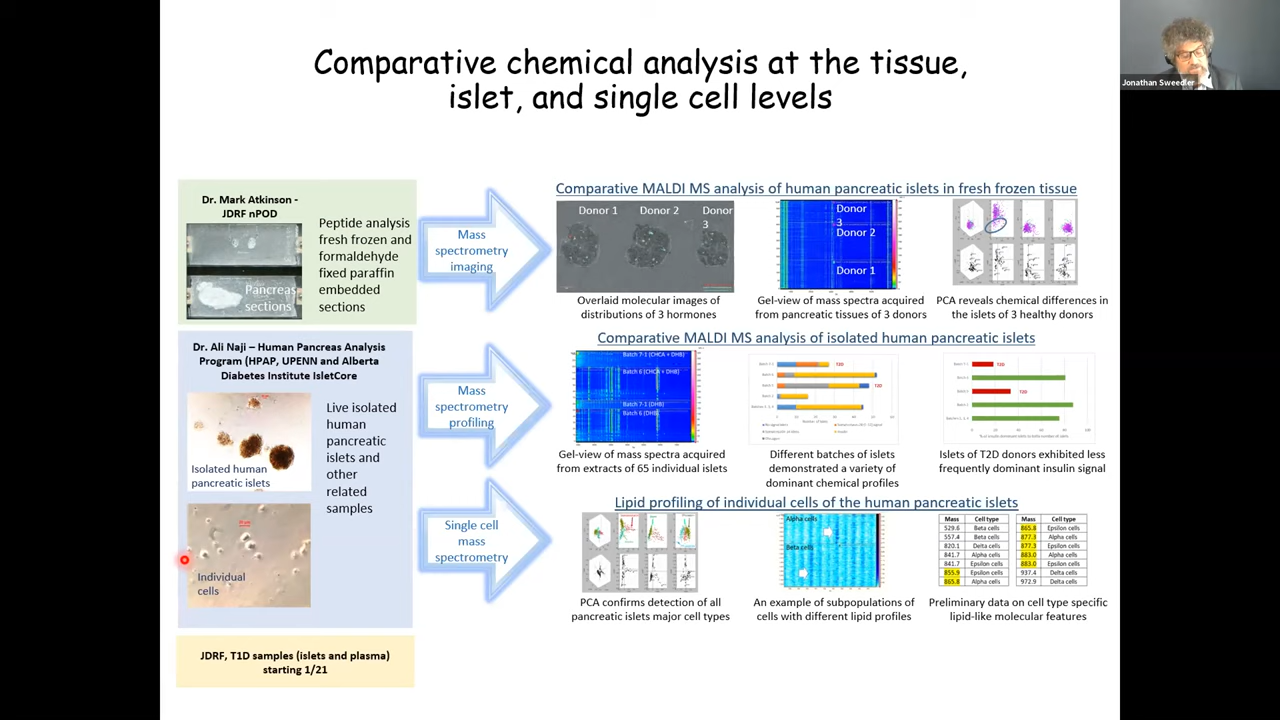 Comparative chemical analysis at the tissue,
islet, and single cell levels
Jonathan Sweedler
Dr. Mark Atkinson -
JDRF nPOD
Peptide analysis
fresh frozen and
formaldehyde
fixed paraffin
embedded
sections
Pancreas
sections
Mass
spectrometry
imaging
Comparative MALDI MS analysis of human pancreatic islets in fresh frozen tissue
Donor 1
Donor 2
Donor
3
Overlaid molecular images of
distributions of 3 hormones
Donor
3
Donor 2
Donor 1
Gel-view of mass spectra acquired
from pancreatic tissues of 3 donors
PCA reveals chemical differences in
the islets of 3 healthy donors
Dr. Ali Naji – Human Pancreas Analysis
Program (HPAP, UPENN and Alberta
Diabetes Institute IsletCore
Isolated human
pancreatic islets
Live isolated
human
pancreatic
islets and
other
related
samples
Individual
cells
Mass
spectrometry
profiling
Comparative MALDI MS analysis of isolated human pancreatic islets
Batch 7-1 (CHCA + DHB)
Batch 6 (CHCA + DHB)
Batch 7-1 (DHB)
Batch 6 (DHB)
Gel-view of mass spectra acquired
from extracts of 65 individual islets
T2D
T2D
Different batches of islets
demonstrated a variety of
dominant chemical profiles
T2D
T2D
Islets of T2D donors exhibited less
frequently dominant insulin signal
Single cell
mass
spectrometry
Lipid profiling of individual cells of the human pancreatic islets
PCA confirms detection of all
pancreatic islets major cell types
Alpha cells
Beta cells
An example of subpopulations of
cells with different lipid profiles
Mass Cell type Mass Cell type
529.6 Beta cells 865.8 Epsilon cells
557.4 Beta cells 877.3 Alpha cells
820.1 Delta cells 877.3 Epsilon cells
841.7 Alpha cells 883.0 Alpha cells
841.7 Epsilon cells 883.0 Epsilon cells
855.9 Epsilon cells 937.4 Delta cells
865.8 Alpha cells 972.9 Delta cells
Preliminary data on cell type specific
lipid-like molecular features
JDRF, T1D samples (islets and plasma)
starting 1/21